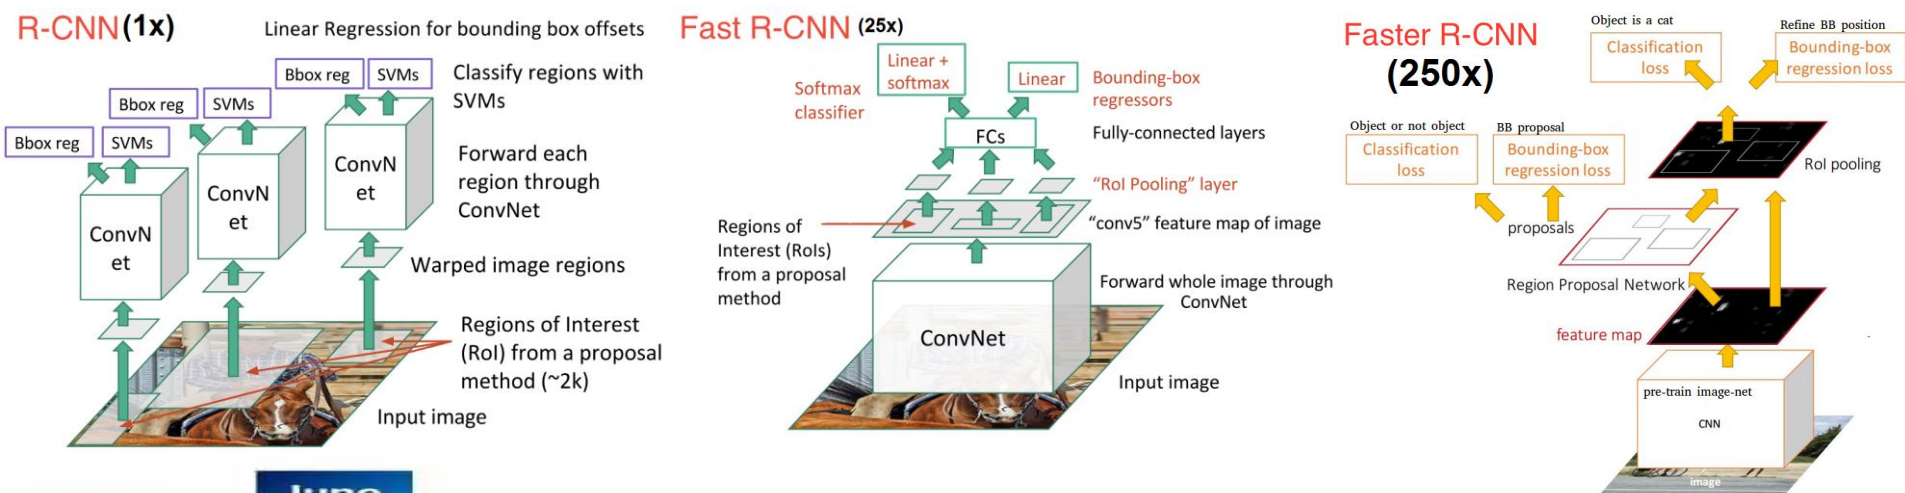 R-CNN (1x)
Linear Regression for bounding box offsets
Bbox reg
SVMs
Classify regions with
SVMs
Bbox reg
SVMs
Bbox reg
SVMs
ConvN
et
ConvN
et
ConvN
et
Forward each
region through
ConvNet
Warped image regions
Regions of Interest
(RoI) from a proposal
method (~2k)
Input image
Fast R-CNN (25x)
Linear +
softmax
Linear
Softmax
classifier
Bounding-box
regressors
FCs
Fully-connected layers
"RoI Pooling" layer
Regions of
Interest (RoIs)
from a proposal
method
"conv5" feature map of image
Forward whole image through
ConvNet
ConvNet
Input image
Faster R-CNN
(250x)
Object is a cat
Classification
loss
Refine BB position
Bounding-box
regression loss
Object or not object
Classification
loss
BB proposal
Bounding-box
regression loss
RoI pooling
proposals
Region Proposal Network
feature map
pre-train image-net
CNN
image